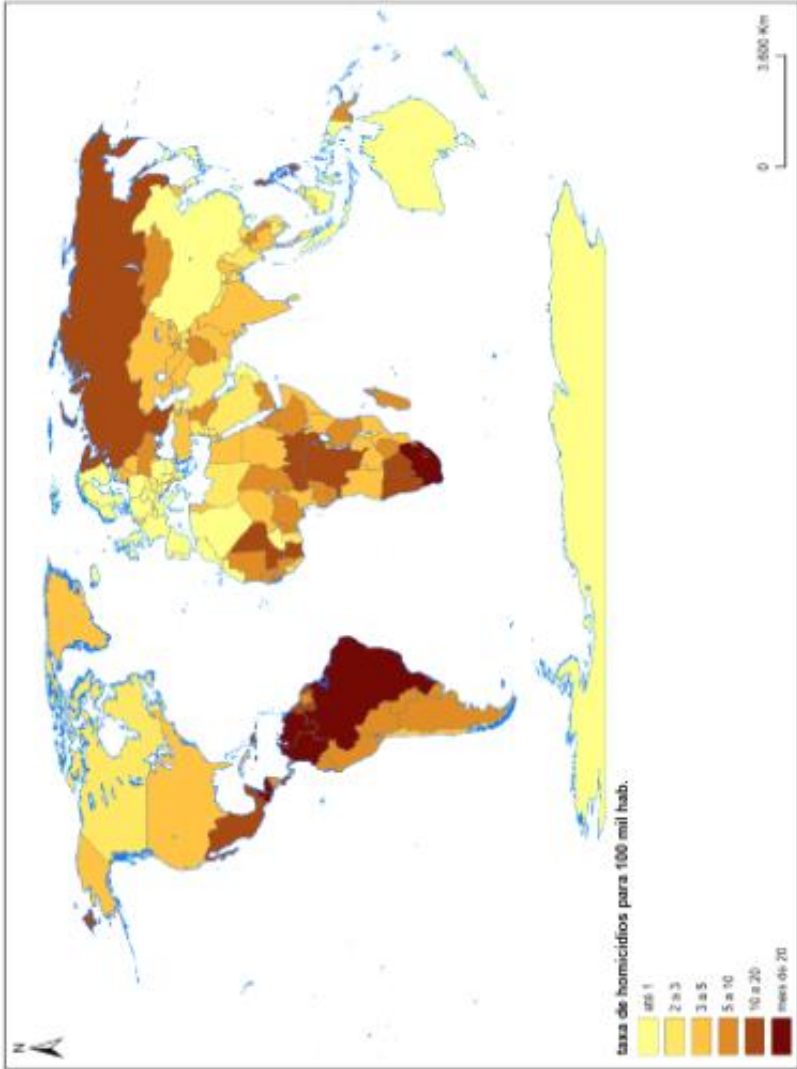 N
taxa de homicídios para 100 mil hab.
até 1
2 a 3
3 a 5
5 a 10
10 a 20
mais de 20
0 3.600 Km